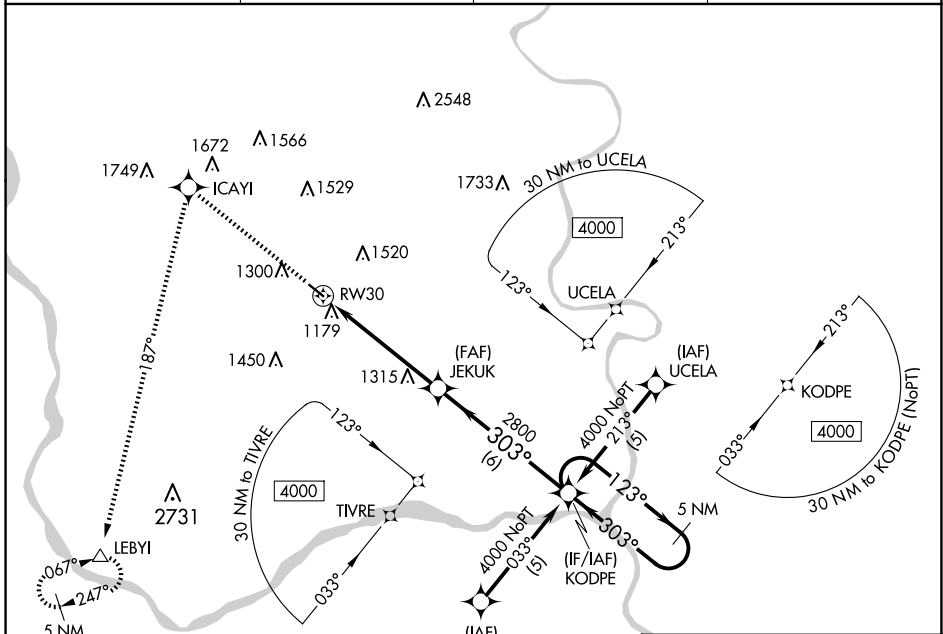 2548
1566
1672
1749
ICAYI
1529
1733
30 NM to UCELA
4000
213°
123°
UCELA
1520
1300
RW30
1179
1450
1315
(FAF)
JEKUK
187°
(IAF)
UCELA
4000 NoPT
213°
(5)
213°
KODPE
4000
033°
30 NM to KODPE (NoPT)
2800
303°
(6)
30 NM to TIVRE
123°
4000
TIVRE
033°
123°
303°
5 NM
(IF/IAF)
KODPE
4000 NoPT
033°
(5)
2731
LEBYI
067°
247°
5 NM
(IAF)